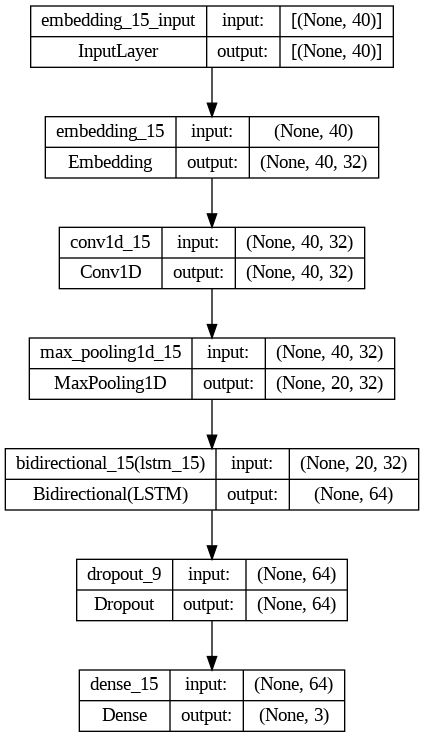 embedding_15_input input: [(None, 40)]
InputLayer output: [(None, 40)]
embedding_15 input: (None, 40)
Embedding output: (None, 40, 32)
conv1d_15 input: (None, 40, 32)
Conv1D output: (None, 40, 32)
max_pooling1d_15 input: (None, 40, 32)
MaxPooling1D output: (None, 20, 32)
bidirectional_15(lstm_15) input: (None, 20, 32)
Bidirectional(LSTM) output: (None, 64)
dropout_9 input: (None, 64)
Dropout output: (None, 64)
dense_15 input: (None, 64)
Dense output: (None, 3)